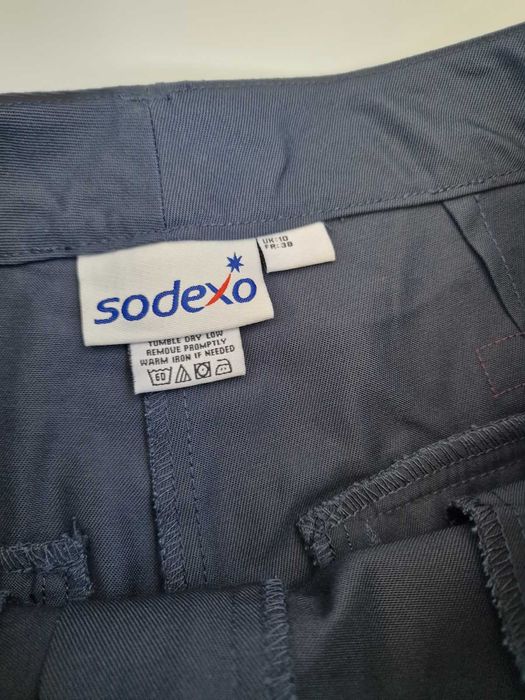 sodexo
UK:10
FR:38
TUMBLE DRY LOW
REMOVE PROMPTLY
WARM IRON IF NEEDED
60